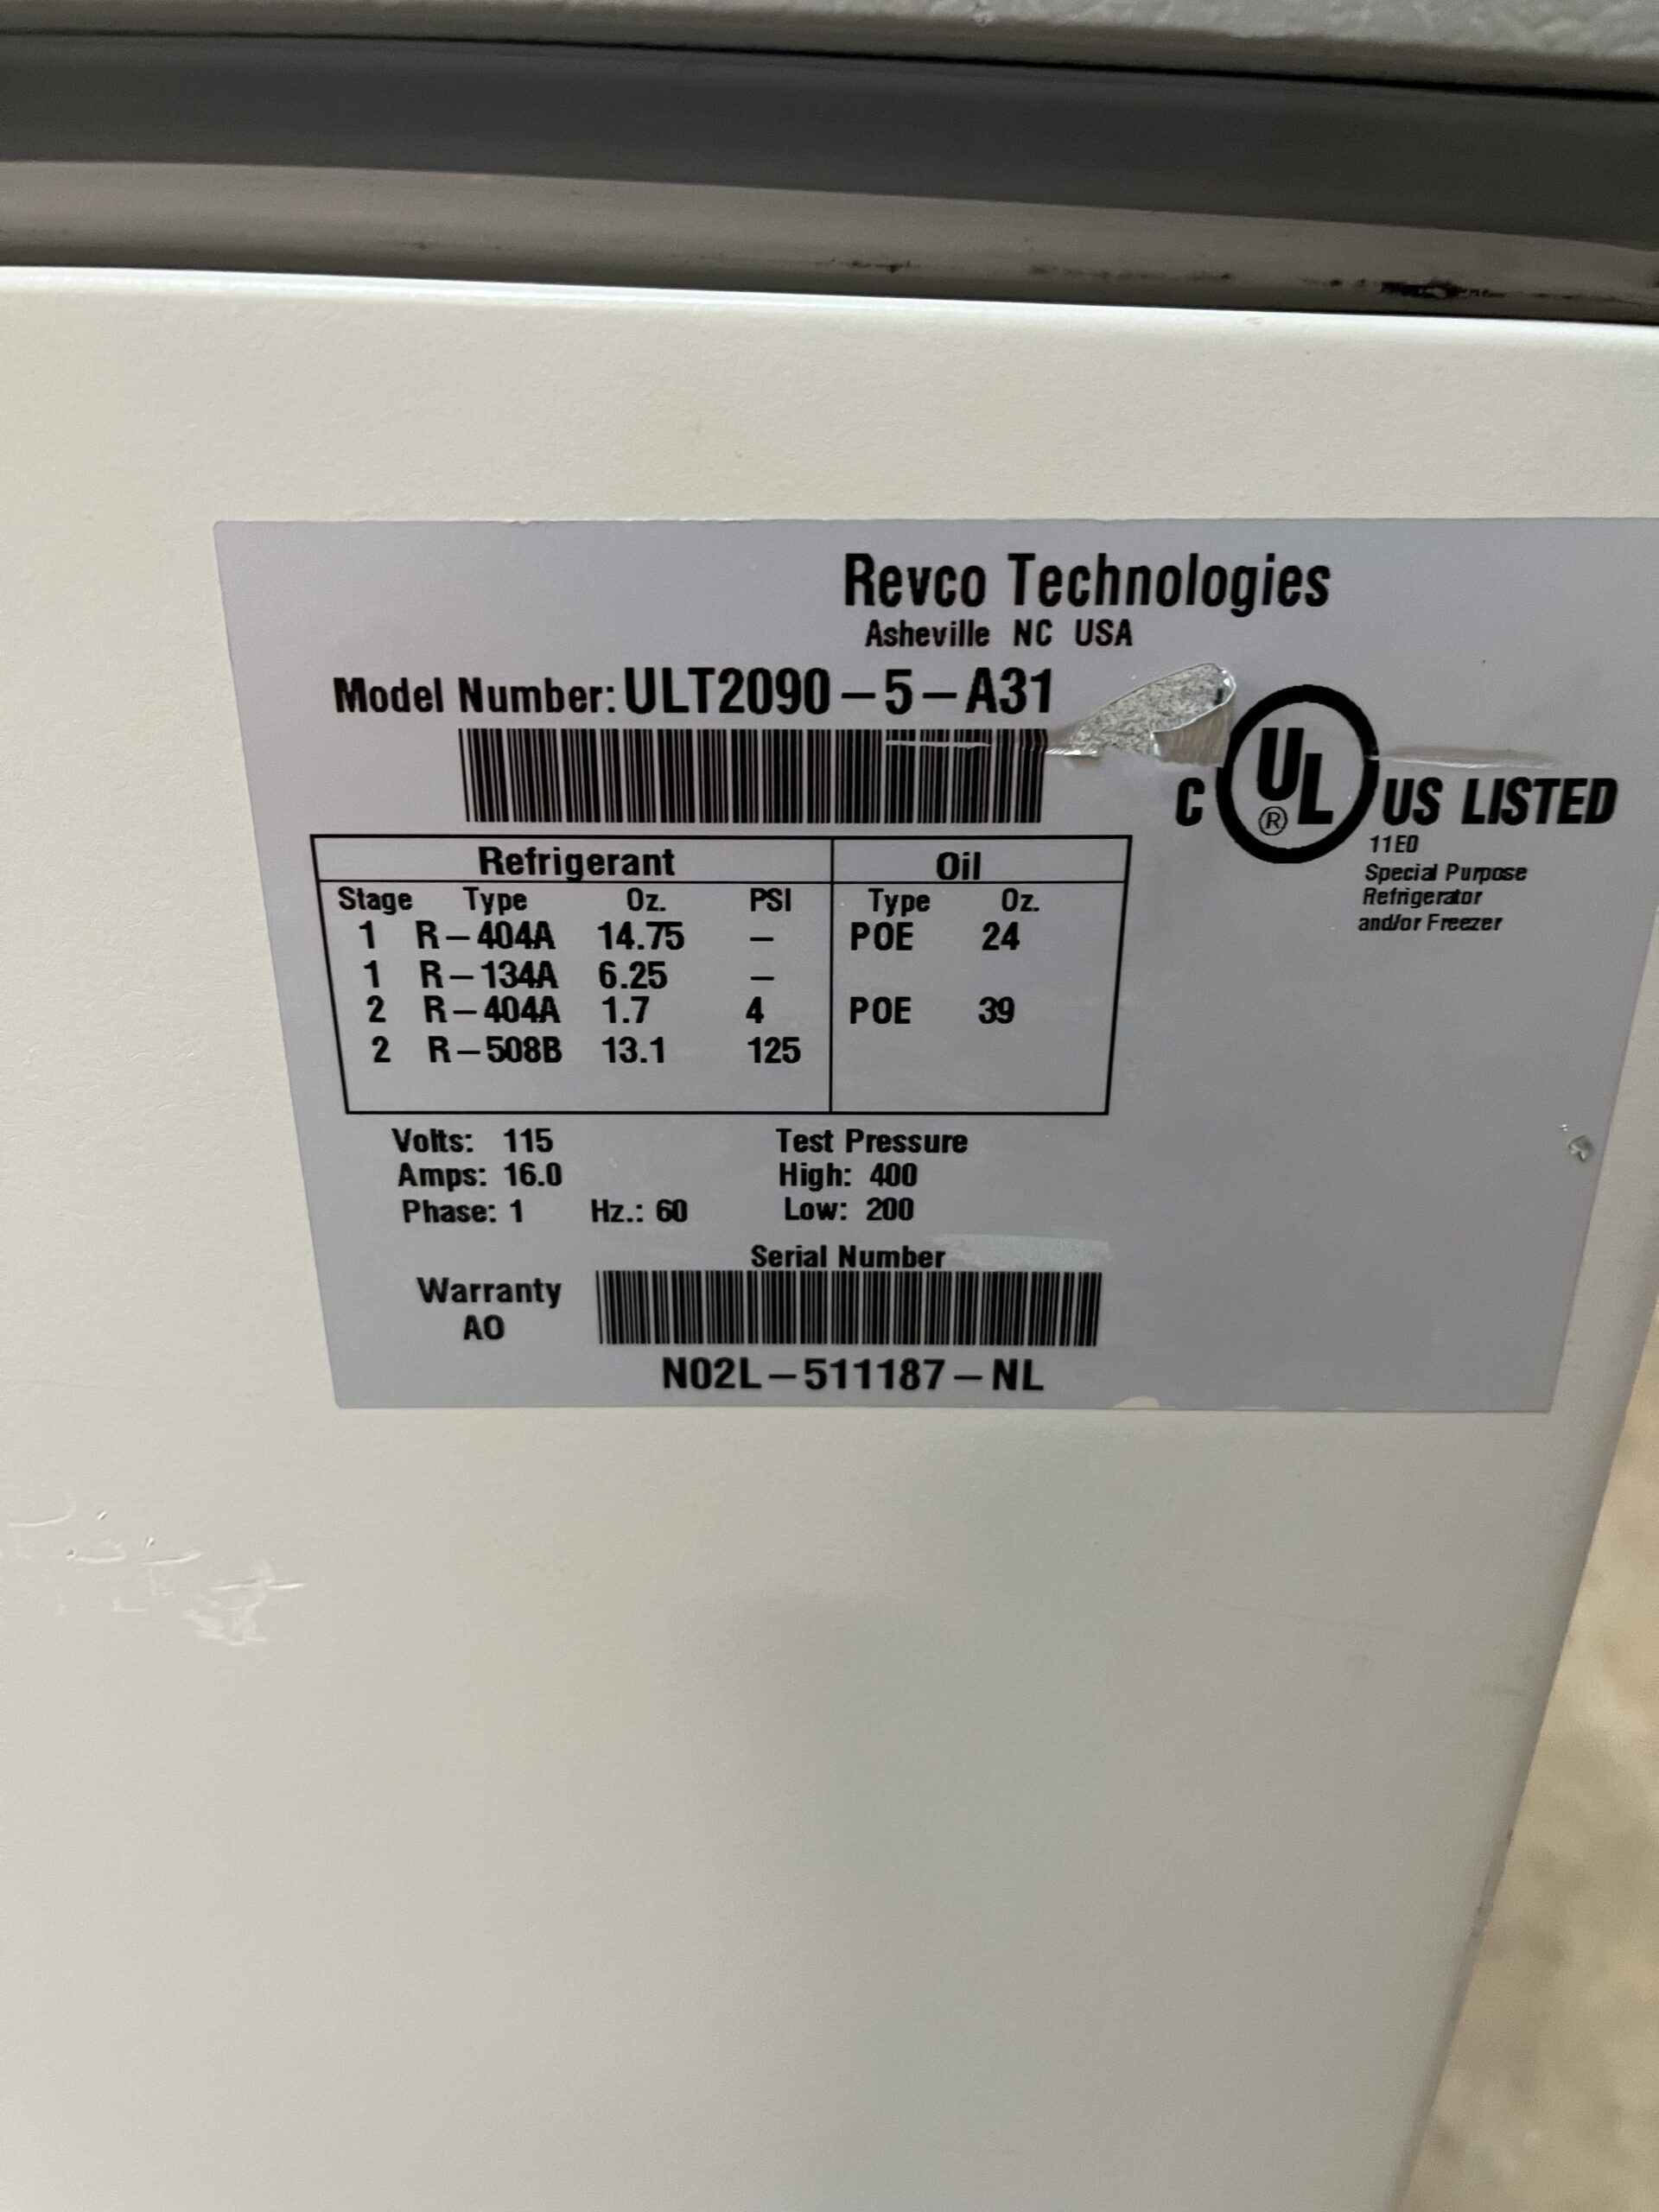 Revco Technologies
Asheville NC USA
Model Number: ULT2090-5-A31
C UL® US LISTED
11E0
Special Purpose
Refrigerator
and/or Freezer
Refrigerant Oil
Stage Type Oz. PSI Type Oz.
1 R-404A 14.75 – POE 24
1 R-134A 6.25 –
2 R-404A 1.7 4 POE 39
2 R-508B 13.1 125
Volts: 115 Test Pressure
Amps: 16.0 High: 400
Phase: 1 Hz.: 60 Low: 200
Serial Number
Warranty
AO
N02L-511187-NL